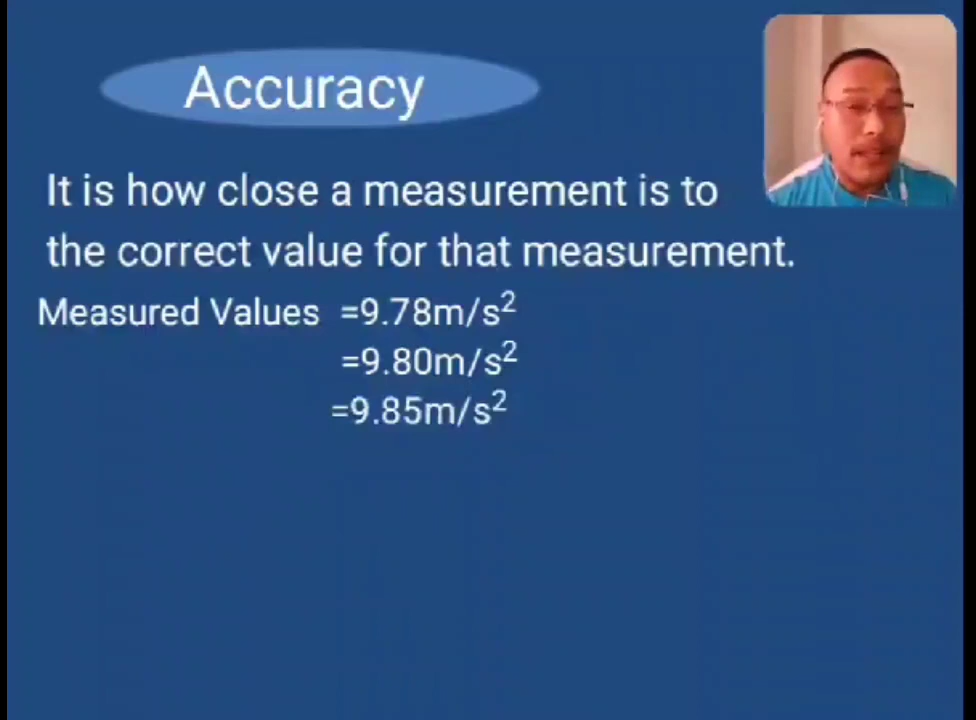 Accuracy
It is how close a measurement is to
the correct value for that measurement.
Measured Values =9.78m/s²
=9.80m/s²
=9.85m/s²